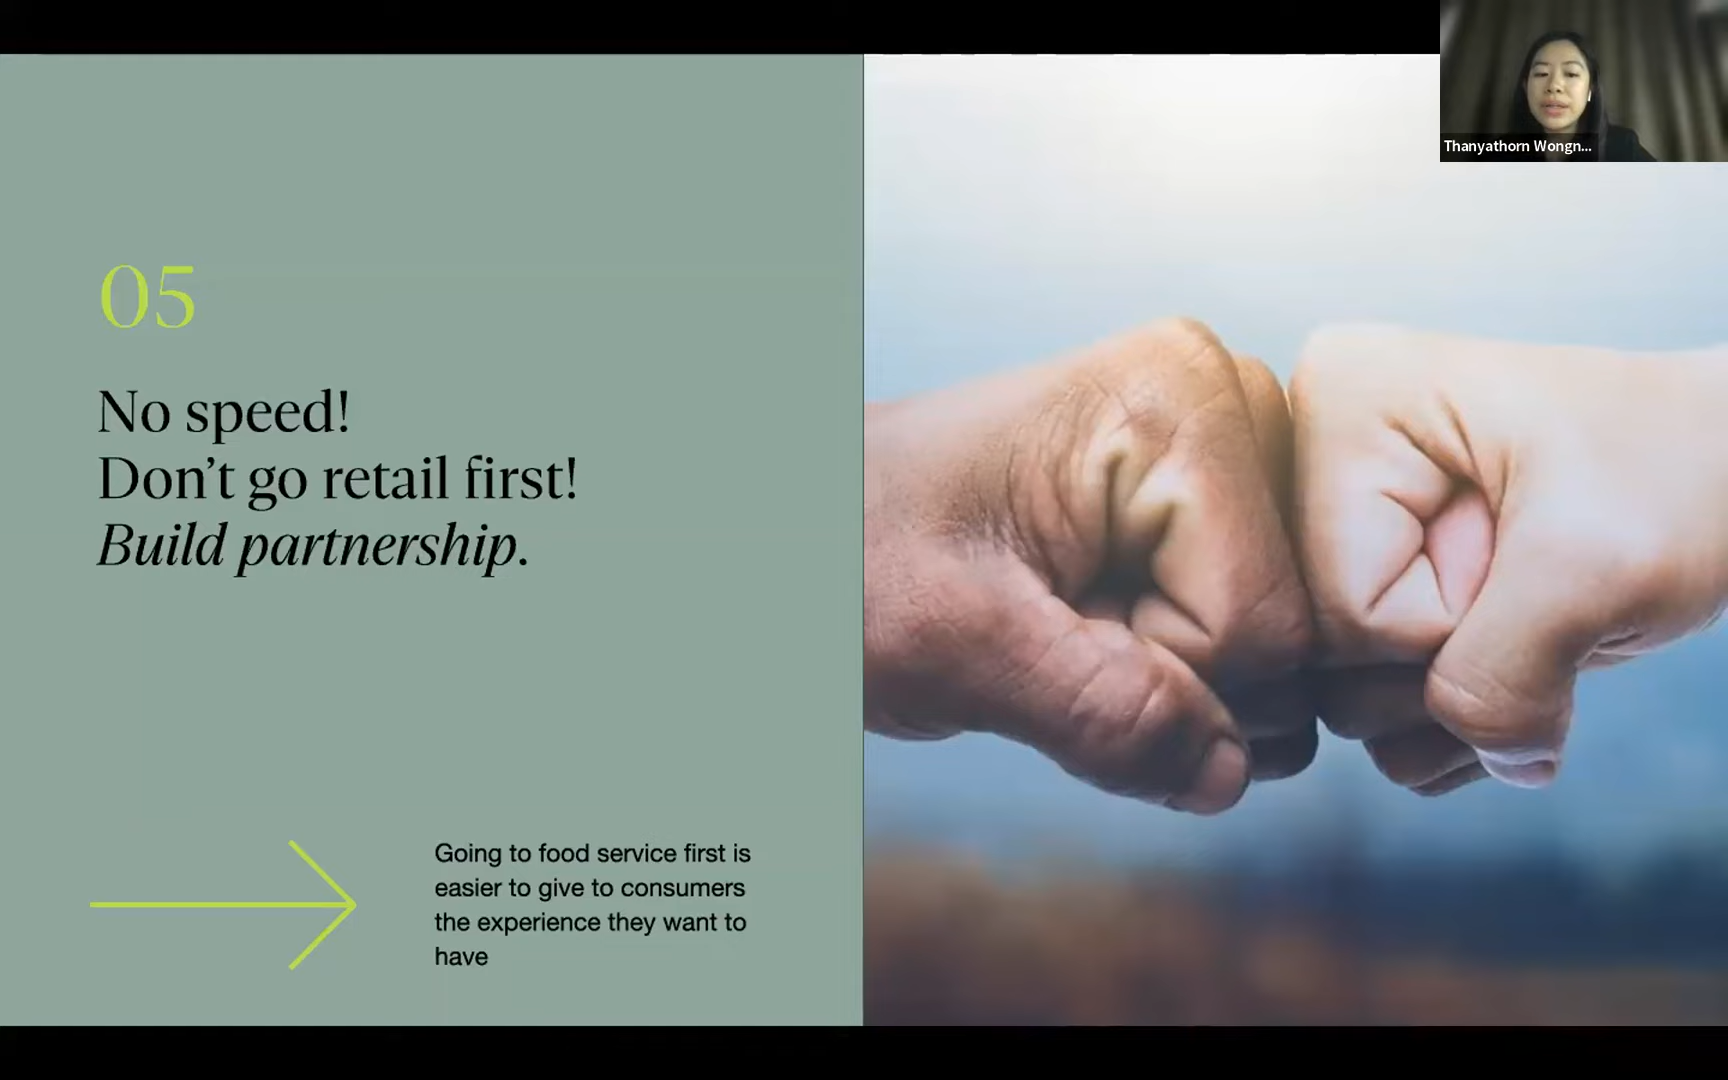 Thanyathorn Wongn...
05
No speed!
Don't go retail first!
Build partnership.
Going to food service first is
easier to give to consumers
the experience they want to
have